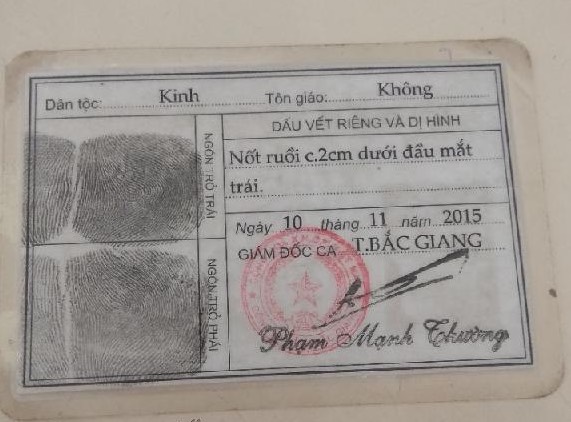 Dân tộc: Kinh Tôn giáo: Không
NGÓN TRỎ TRÁI
NGÓN TRỎ PHẢI
DẤU VẾT RIÊNG VÀ DỊ HÌNH
Nốt ruồi c.2cm dưới đầu mắt
trái.
Ngày 10 tháng 11 năm 2015
GIÁM ĐỐC CA T.BẮC GIANG
Phạm Mạnh Thường